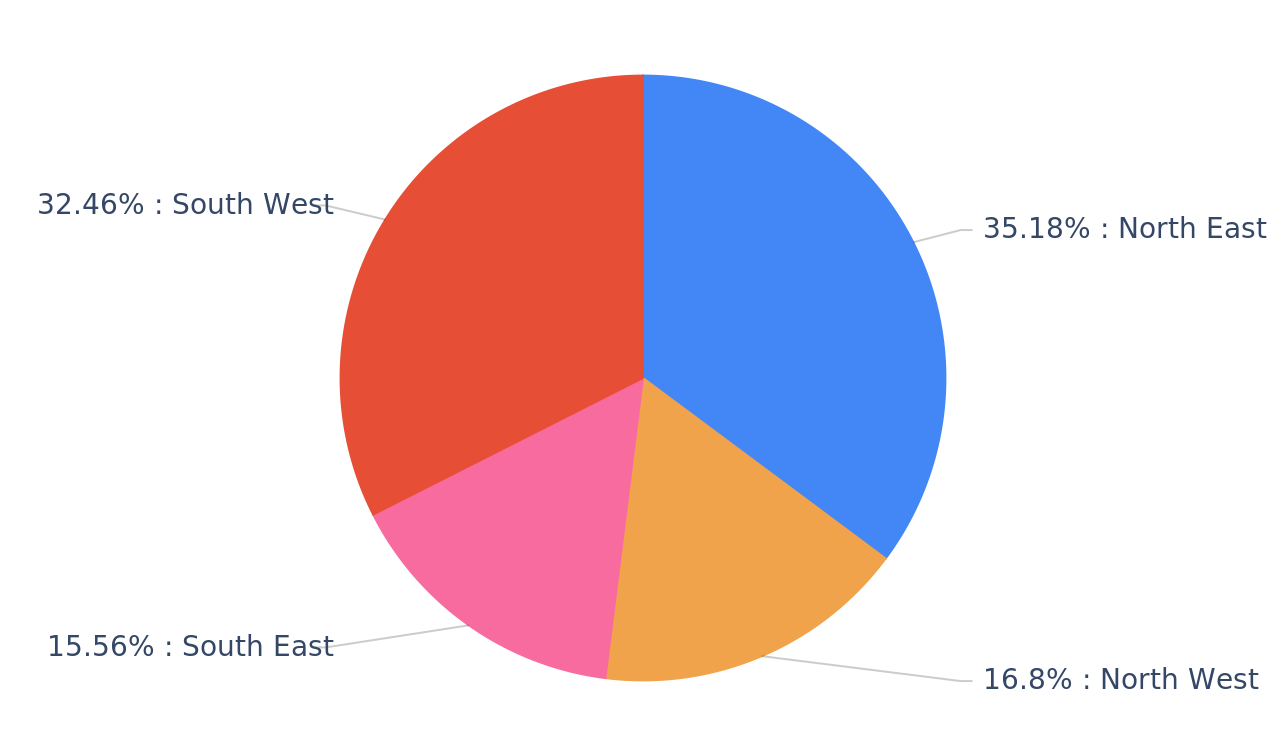 32.46% : South West
35.18% : North East
15.56% : South East
16.8% : North West